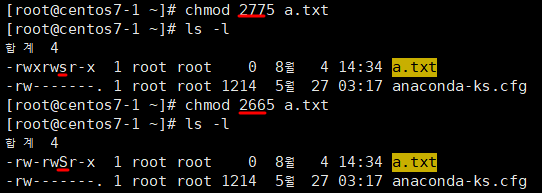 [root@centos7-1 ~]# chmod 2775 a.txt
[root@centos7-1 ~]# ls -l
합계 4
-rwxrwsr-x 1 root root 0 8월 4 14:34 a.txt
-rw-------. 1 root root 1214 5월 27 03:17 anaconda-ks.cfg
[root@centos7-1 ~]# chmod 2665 a.txt
[root@centos7-1 ~]# ls -l
합계 4
-rw-rwSr-x 1 root root 0 8월 4 14:34 a.txt
-rw-------. 1 root root 1214 5월 27 03:17 anaconda-ks.cfg